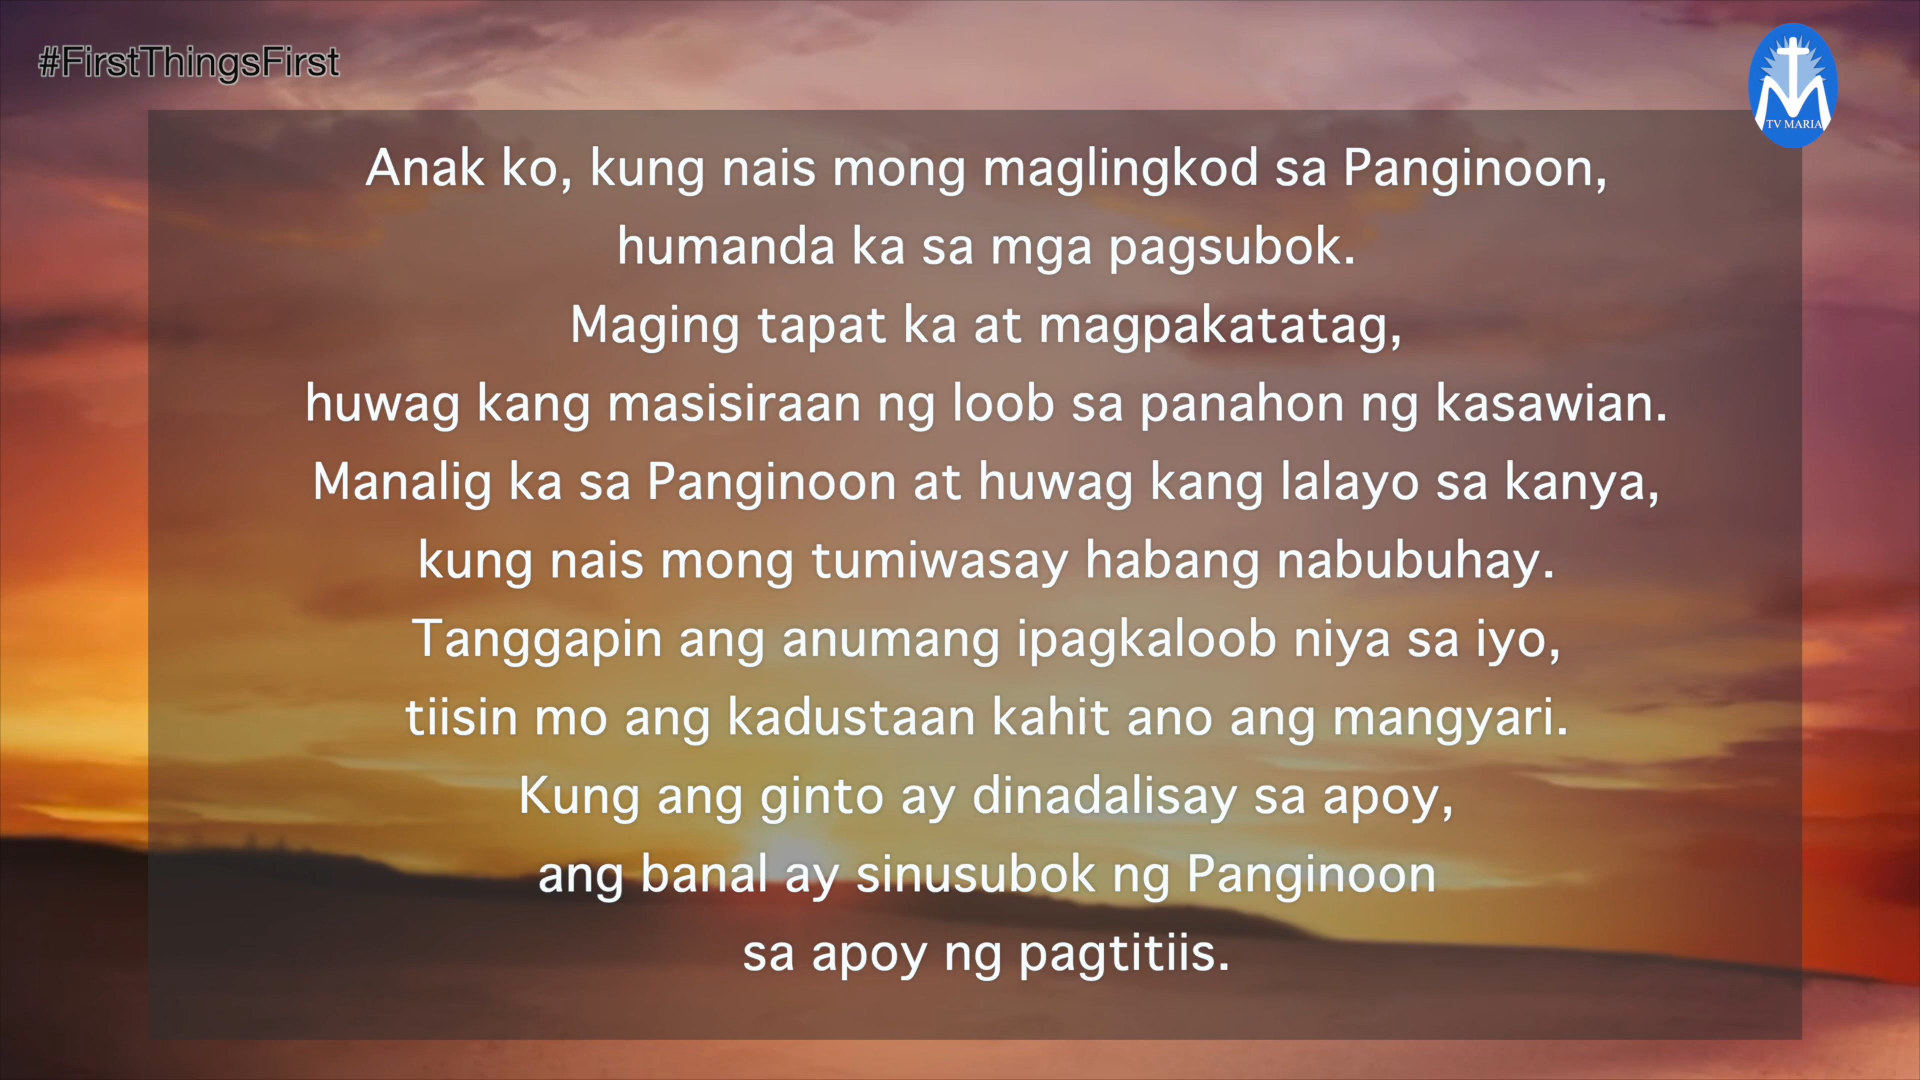 #FirstThingsFirst
TV MARIA
Anak ko, kung nais mong maglingkod sa Panginoon,
humanda ka sa mga pagsubok.
Maging tapat ka at magpakatatag,
huwag kang masisiraan ng loob sa panahon ng kasawian.
Manalig ka sa Panginoon at huwag kang lalayo sa kanya,
kung nais mong tumiwasay habang nabubuhay.
Tanggapin ang anumang ipagkaloob niya sa iyo,
tiisin mo ang kadustaan kahit ano ang mangyari.
Kung ang ginto ay dinadalisay sa apoy,
ang banal ay sinusubok ng Panginoon
sa apoy ng pagtitiis.